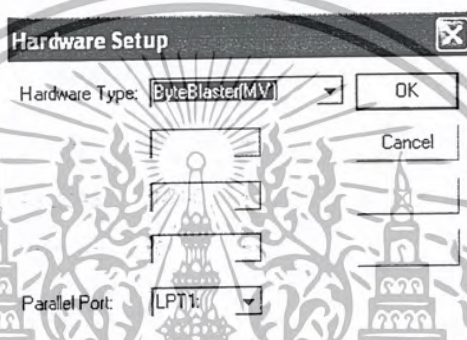 Hardware Setup
Hardware Type: ByteBlaster(MV) OK
Cancel
Parallel Port: LPT1: